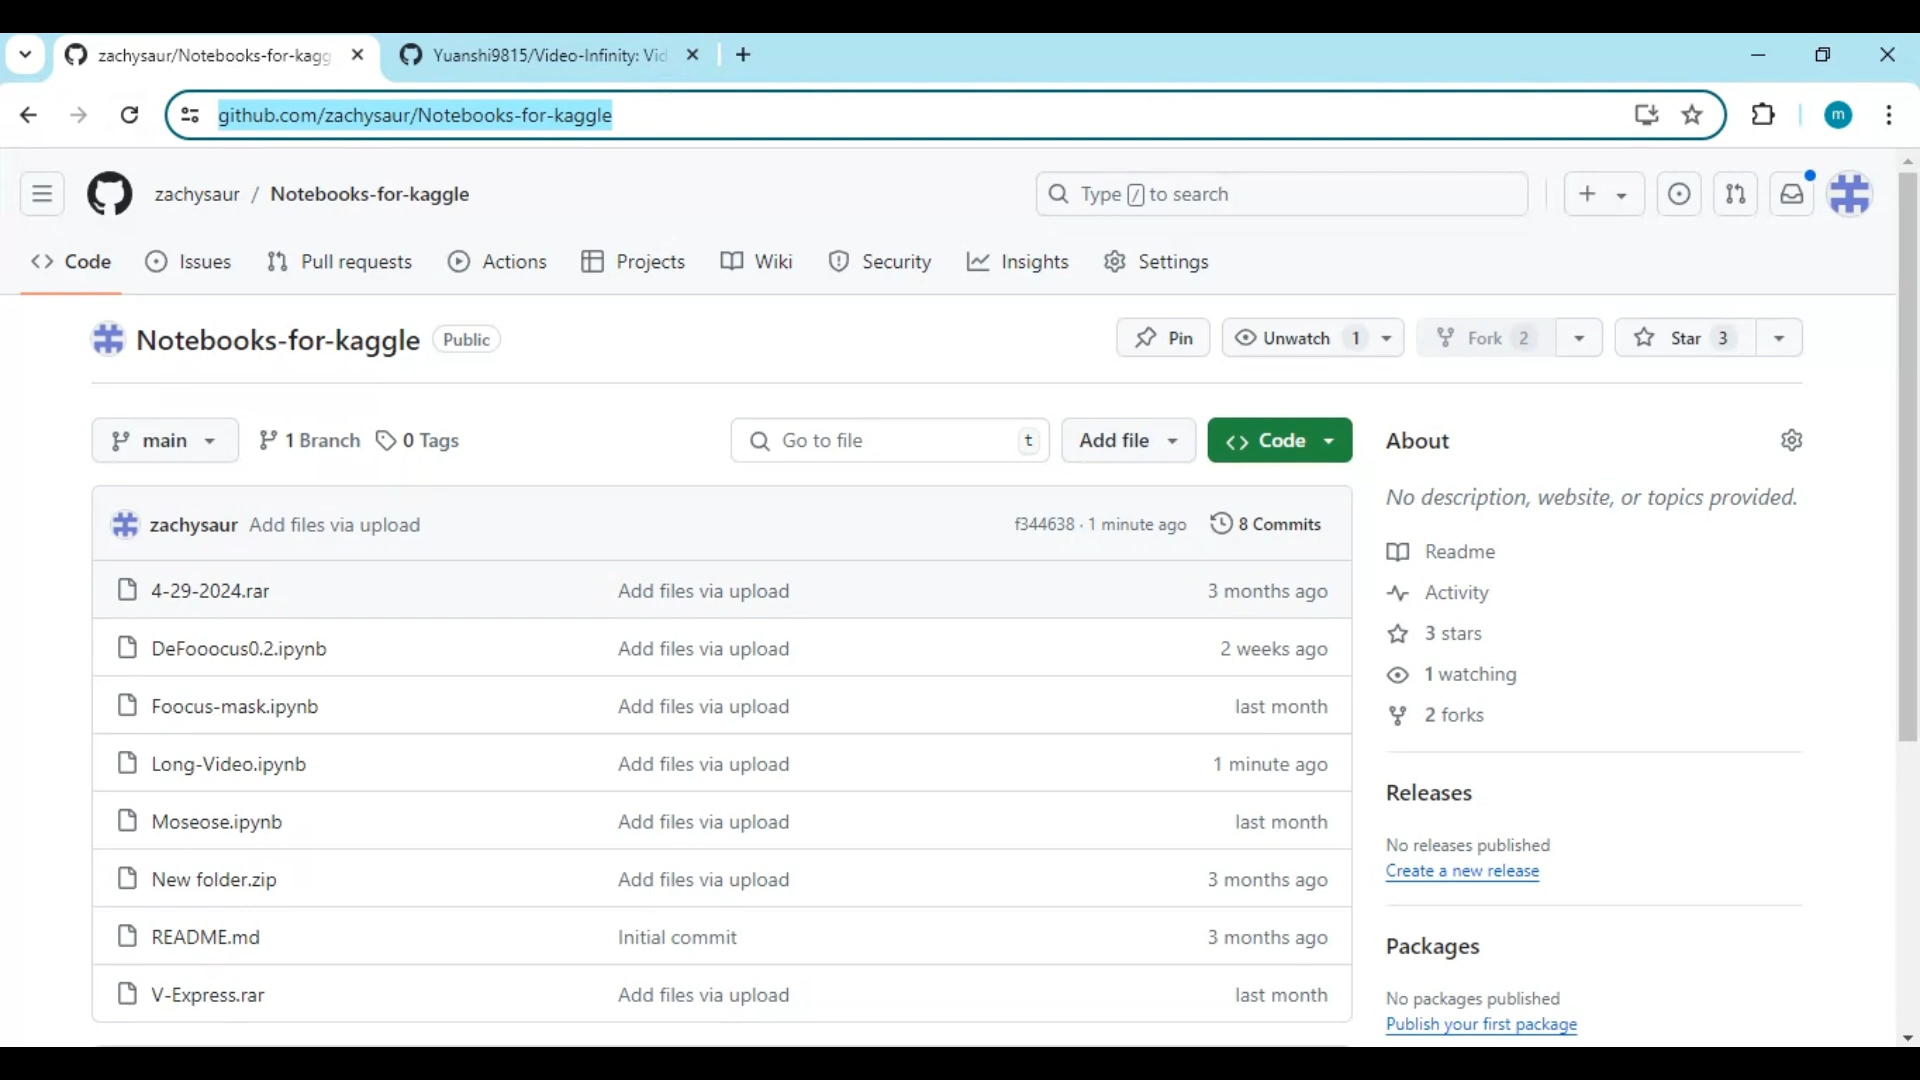 zachysaur/Notebooks-for-kagg
Yuanshi9815/Video-Infinity: Vid
github.com/zachysaur/Notebooks-for-kaggle
m
zachysaur / Notebooks-for-kaggle
Type / to search
Code Issues Pull requests Actions Projects Wiki Security Insights Settings
Notebooks-for-kaggle Public
Pin Unwatch 1 Fork 2 Star 3
main 1 Branch 0 Tags Go to file t Add file Code
zachysaur Add files via upload f344638 · 1 minute ago 8 Commits
4-29-2024.rar Add files via upload 3 months ago
DeFooocus0.2.ipynb Add files via upload 2 weeks ago
Foocus-mask.ipynb Add files via upload last month
Long-Video.ipynb Add files via upload 1 minute ago
Moseose.ipynb Add files via upload last month
New folder.zip Add files via upload 3 months ago
README.md Initial commit 3 months ago
V-Express.rar Add files via upload last month
About
No description, website, or topics provided.
Readme
Activity
3 stars
1 watching
2 forks
Releases
No releases published
Create a new release
Packages
No packages published
Publish your first package